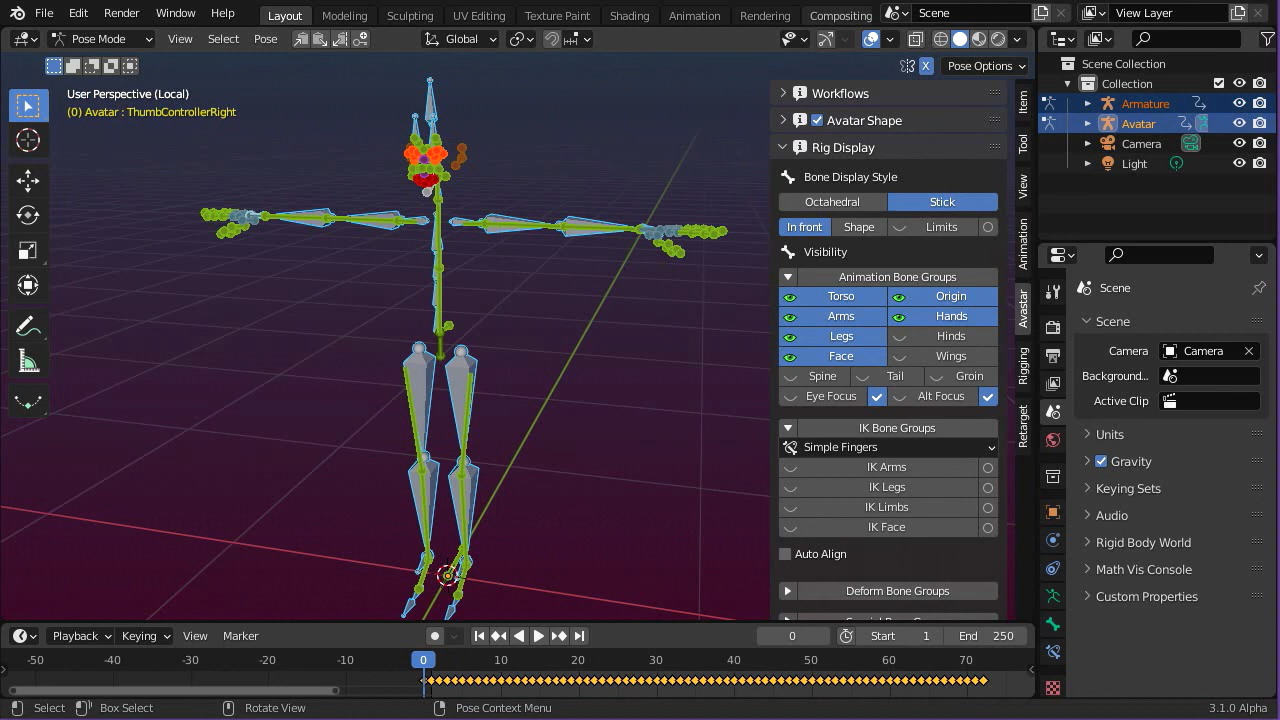 File Edit Render Window Help Layout Modeling Sculpting UV Editing Texture Paint Shading Animation Rendering Compositing Scene View Layer
Pose Mode View Select Pose Global
X Pose Options
User Perspective (Local)
(0) Avatar : ThumbControllerRight
Workflows
Avatar Shape
Rig Display
Bone Display Style
Octahedral Stick
In front Shape Limits
Visibility
Animation Bone Groups
Torso Origin
Arms Hands
Legs Hinds
Face Wings
Spine Tail Groin
Eye Focus Alt Focus
IK Bone Groups
Simple Fingers
IK Arms
IK Legs
IK Limbs
IK Face
Auto Align
Deform Bone Groups
Item
Tool
View
Animation
Avastar
Rigging
Retarget
Scene Collection
Collection
Armature
Avatar
Camera
Light
Scene
Scene
Camera Camera
Background...
Active Clip
Units
Gravity
Keying Sets
Audio
Rigid Body World
Math Vis Console
Custom Properties
Playback Keying View Marker 0 Start 1 End 250
-50 -40 -30 -20 -10 0 10 20 30 40 50 60 70
Select Box Select Rotate View Pose Context Menu 3.1.0 Alpha